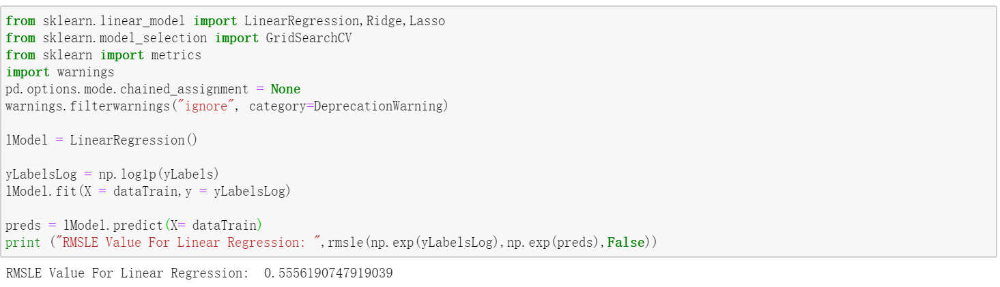 from sklearn.linear_model import LinearRegression,Ridge,Lasso
from sklearn.model_selection import GridSearchCV
from sklearn import metrics
import warnings
pd.options.mode.chained_assignment = None
warnings.filterwarnings("ignore", category=DeprecationWarning)
lModel = LinearRegression()
yLabelsLog = np.log1p(yLabels)
lModel.fit(X = dataTrain,y = yLabelsLog)
preds = lModel.predict(X= dataTrain)
print ("RMSLE Value For Linear Regression: ",rmsle(np.exp(yLabelsLog),np.exp(preds),False))
RMSLE Value For Linear Regression:  0.5556190747919039